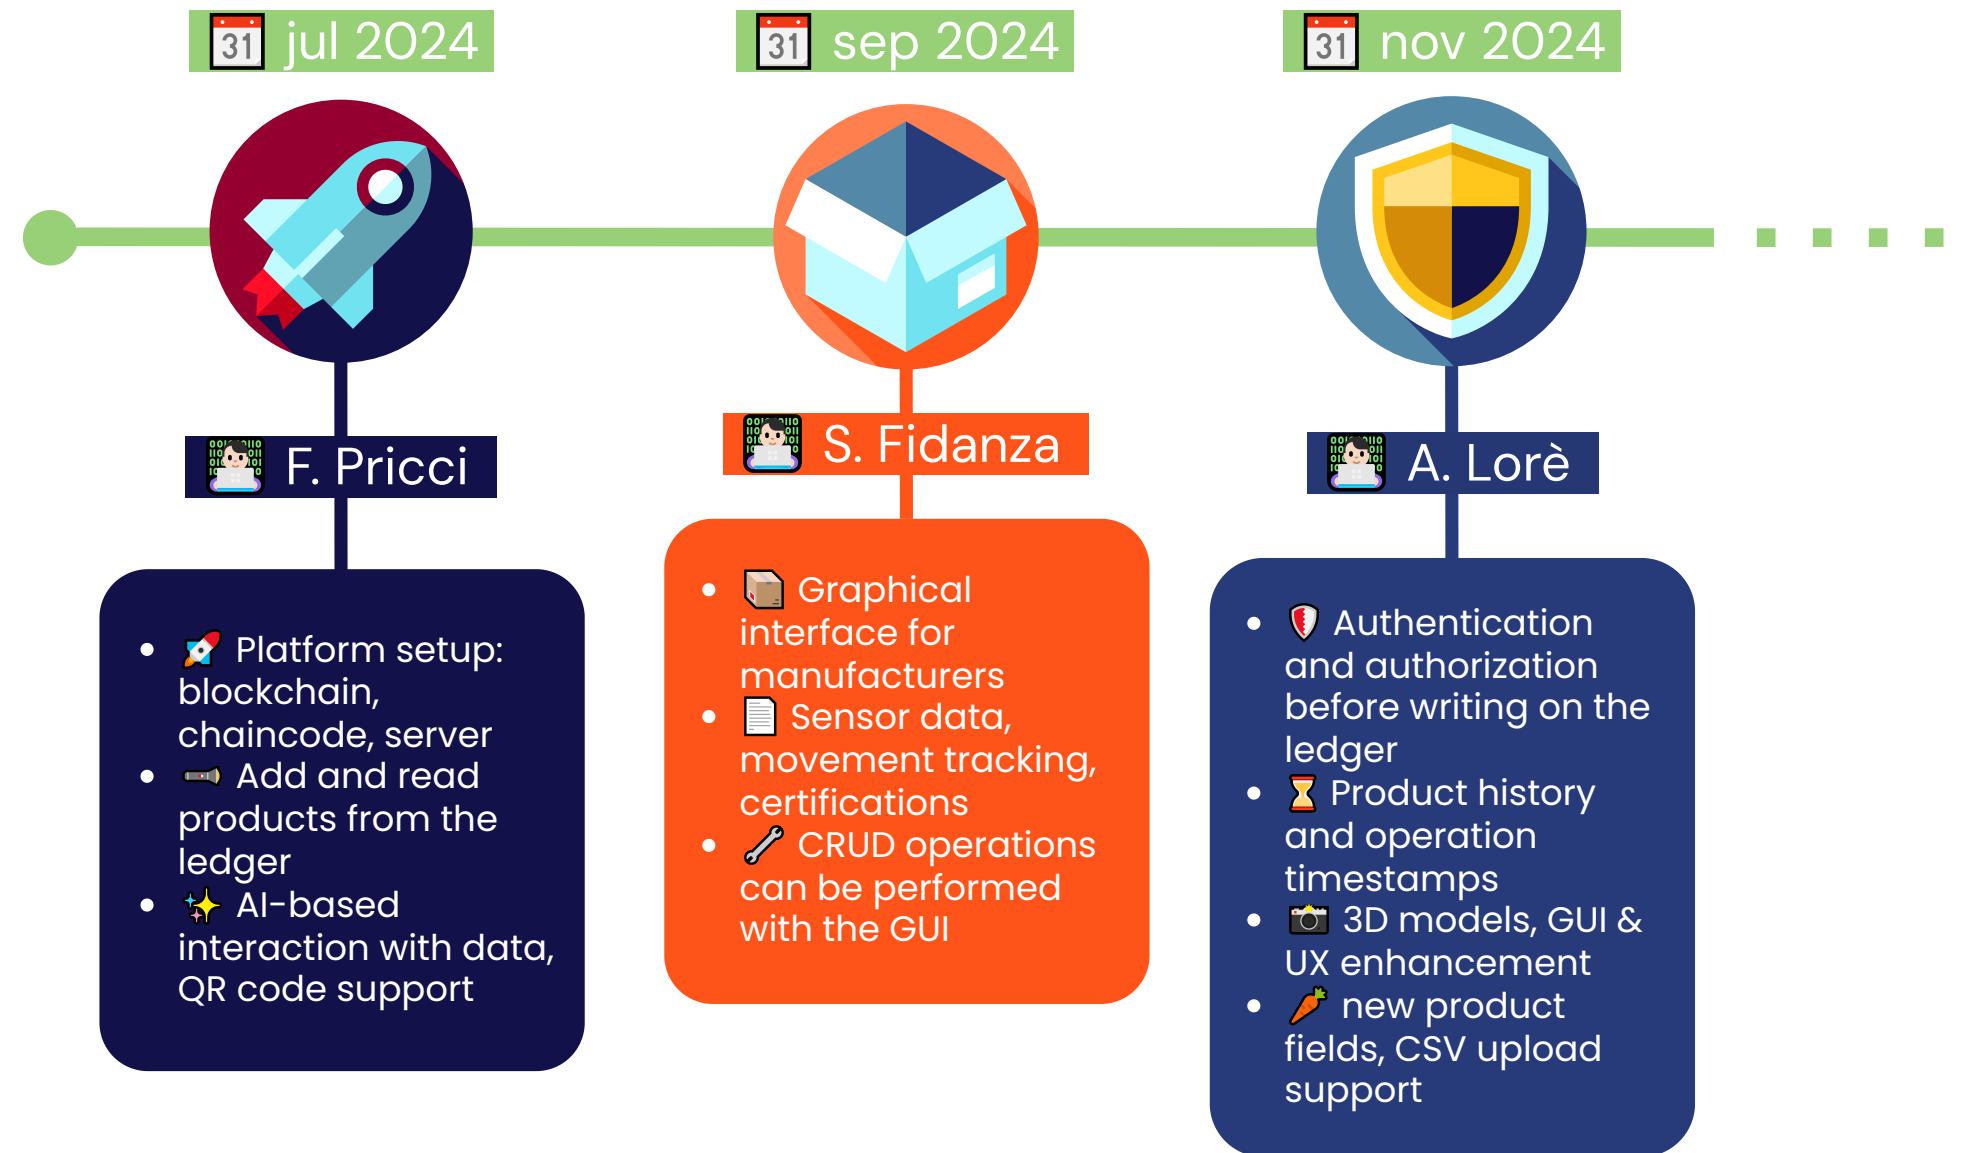 jul 2024
sep 2024
nov 2024
F. Pricci
S. Fidanza
A. Lorè
Platform setup:
blockchain,
chaincode, server
Add and read
products from the
ledger
AI-based
interaction with data,
QR code support
Graphical
interface for
manufacturers
Sensor data,
movement tracking,
certifications
CRUD operations
can be performed
with the GUI
Authentication
and authorization
before writing on the
ledger
Product history
and operation
timestamps
3D models, GUI &
UX enhancement
new product
fields, CSV upload
support